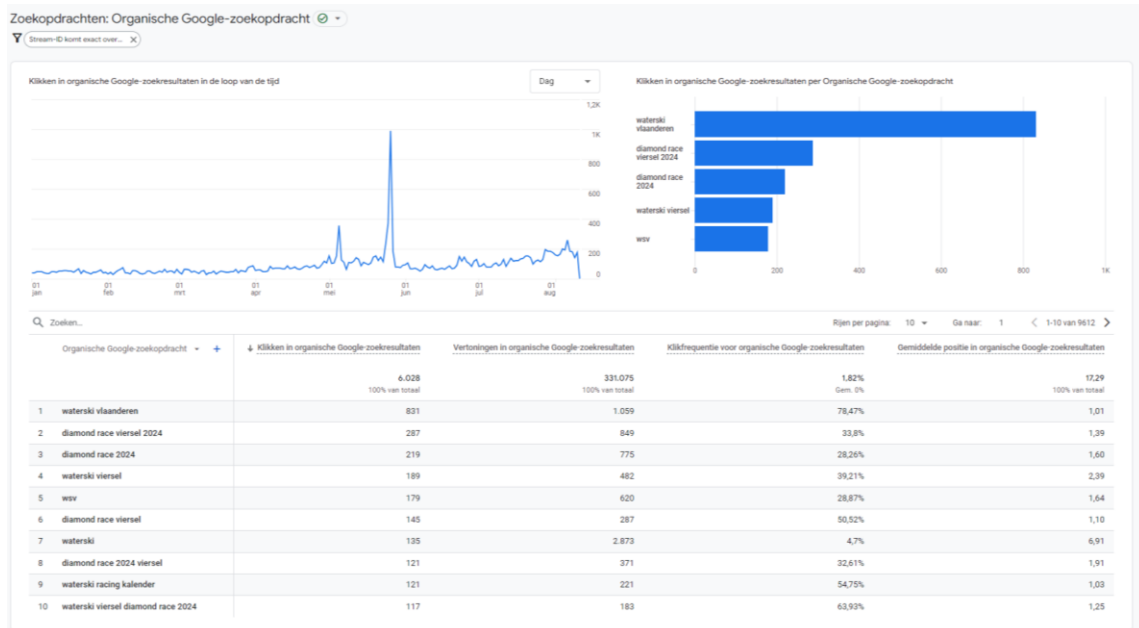 Zoekopdrachten: Organische Google-zoekopdracht
Stream-ID komt exact over... X
Klikken in organische Google-zoekresultaten in de loop van de tijd
Dag
1,2K
1K
800
600
400
200
0
01 jan
01 feb
01 mrt
01 apr
01 mei
01 jun
01 jul
01 aug
Klikken in organische Google-zoekresultaten per Organische Google-zoekopdracht
waterski vlaanderen
diamond race viersel 2024
diamond race 2024
waterski viersel
wsv
0 200 400 600 800 1K
Zoeken...
Rijen per pagina: 10 Ga naar: 1 1-10 van 9612
Organische Google-zoekopdracht + Klikken in organische Google-zoekresultaten Vertoningen in organische Google-zoekresultaten Klikfrequentie voor organische Google-zoekresultaten Gemiddelde positie in organische Google-zoekresultaten
6.028 331.075 1,82% 17,29
100% van totaal 100% van totaal Gem. 0% 100% van totaal
1 waterski vlaanderen 831 1.059 78,47% 1,01
2 diamond race viersel 2024 287 849 33,8% 1,39
3 diamond race 2024 219 775 28,26% 1,60
4 waterski viersel 189 482 39,21% 2,39
5 wsv 179 620 28,87% 1,64
6 diamond race viersel 145 287 50,52% 1,10
7 waterski 135 2.873 4,7% 6,91
8 diamond race 2024 viersel 121 371 32,61% 1,91
9 waterski racing kalender 121 221 54,75% 1,03
10 waterski viersel diamond race 2024 117 183 63,93% 1,25